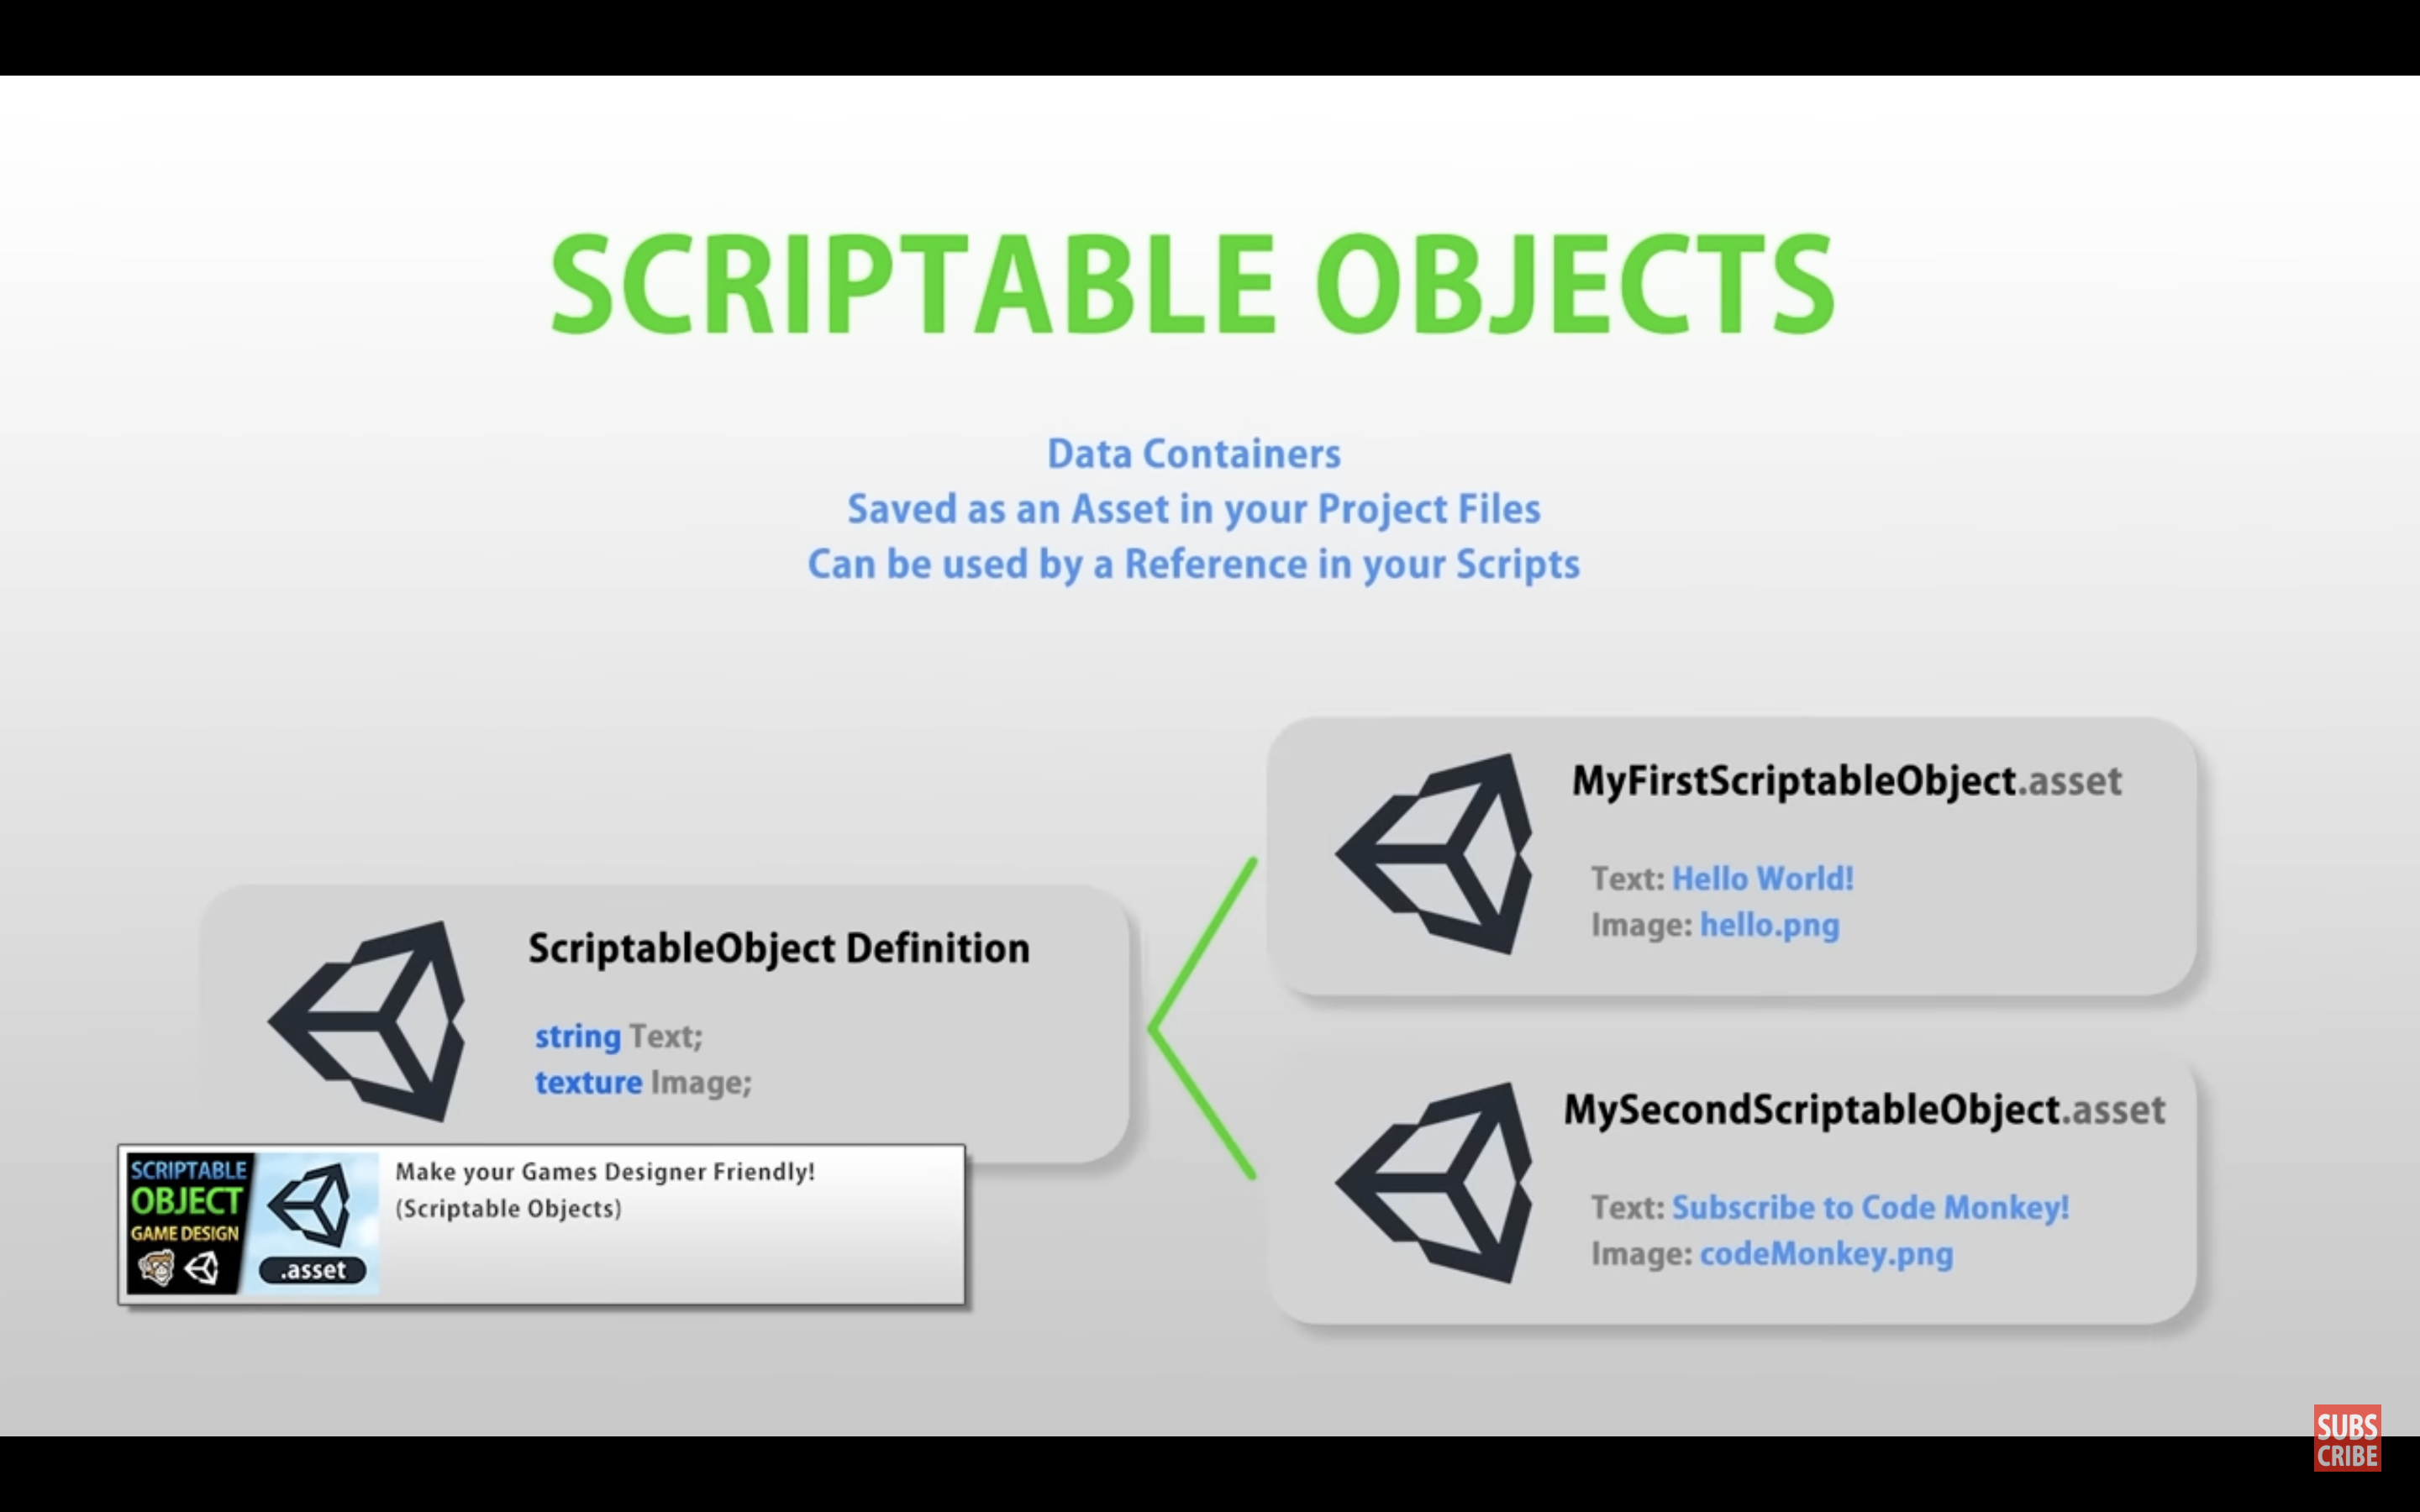 SCRIPTABLE OBJECTS
Data Containers
Saved as an Asset in your Project Files
Can be used by a Reference in your Scripts
ScriptableObject Definition
string Text;
texture Image;
MyFirstScriptableObject.asset
Text: Hello World!
Image: hello.png
MySecondScriptableObject.asset
Text: Subscribe to Code Monkey!
Image: codeMonkey.png
SCRIPTABLE
OBJECT
GAME DESIGN
.asset
Make your Games Designer Friendly!
(Scriptable Objects)
SUBS
CRIBE